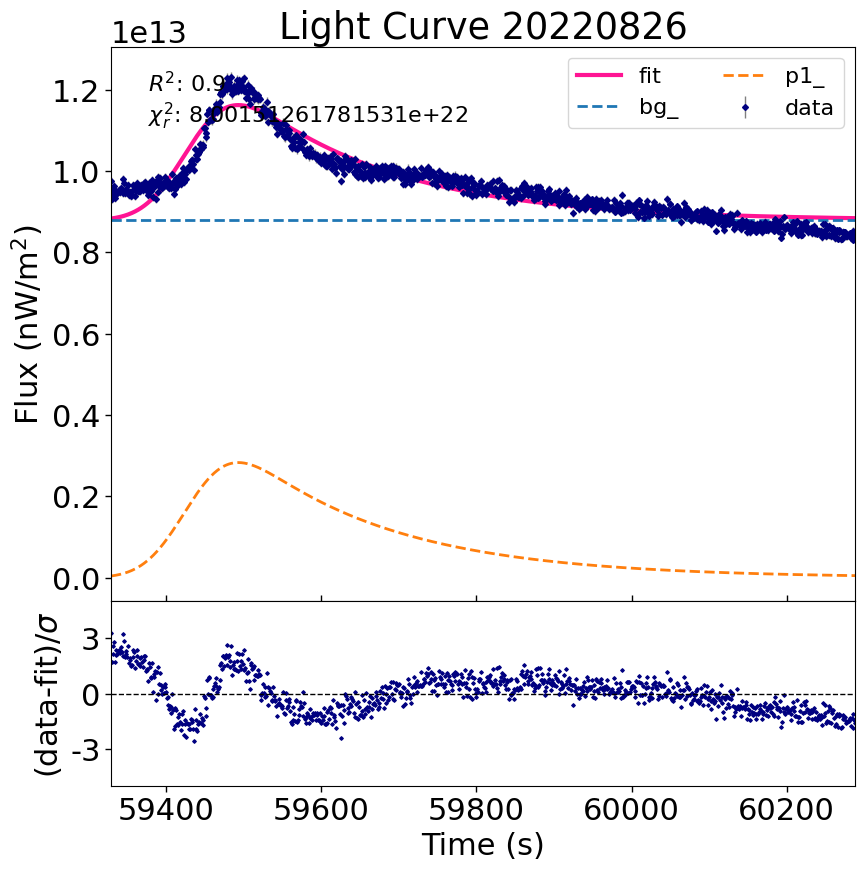 Light Curve 20220826
1e13
R²: 0.9
χ²ᵣ: 8.00151261781531e+22
fit
bg_
p1_
data
Flux (nW/m²)
1.2
1.0
0.8
0.6
0.4
0.2
0.0
(data-fit)/σ
3
0
-3
59400 59600 59800 60000 60200
Time (s)